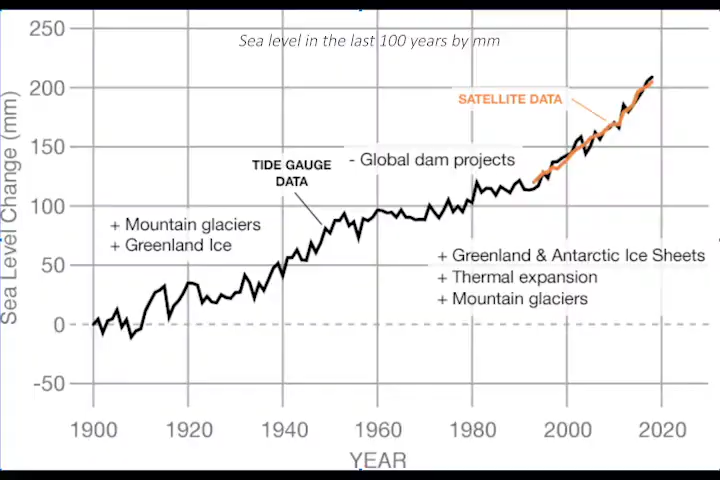 Sea level in the last 100 years by mm
Sea Level Change (mm)
250
200
150
100
50
0
-50
SATELLITE DATA
- Global dam projects
TIDE GAUGE
DATA
+ Mountain glaciers
+ Greenland Ice
+ Greenland & Antarctic Ice Sheets
+ Thermal expansion
+ Mountain glaciers
1900 1920 1940 1960 1980 2000 2020
YEAR